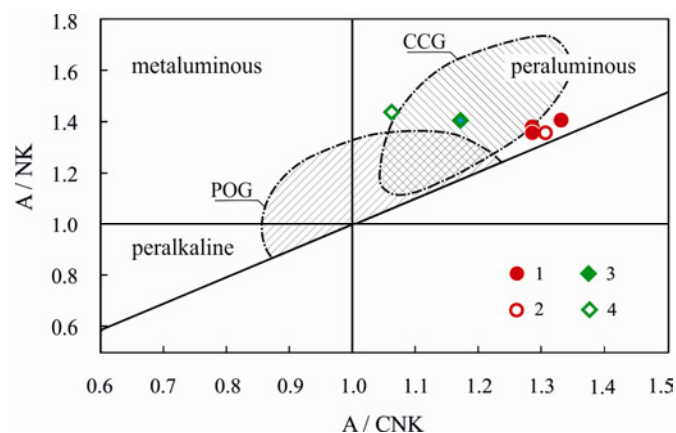 1.8
CCG
metaluminous
peraluminous
1.6
1.4
A / NK
1.2
POG
1.0
peralkaline
0.8
1
3
0.6
2
4
0.6 0.7 0.8 0.9 1.0 1.1 1.2 1.3 1.4 1.5
A / CNK